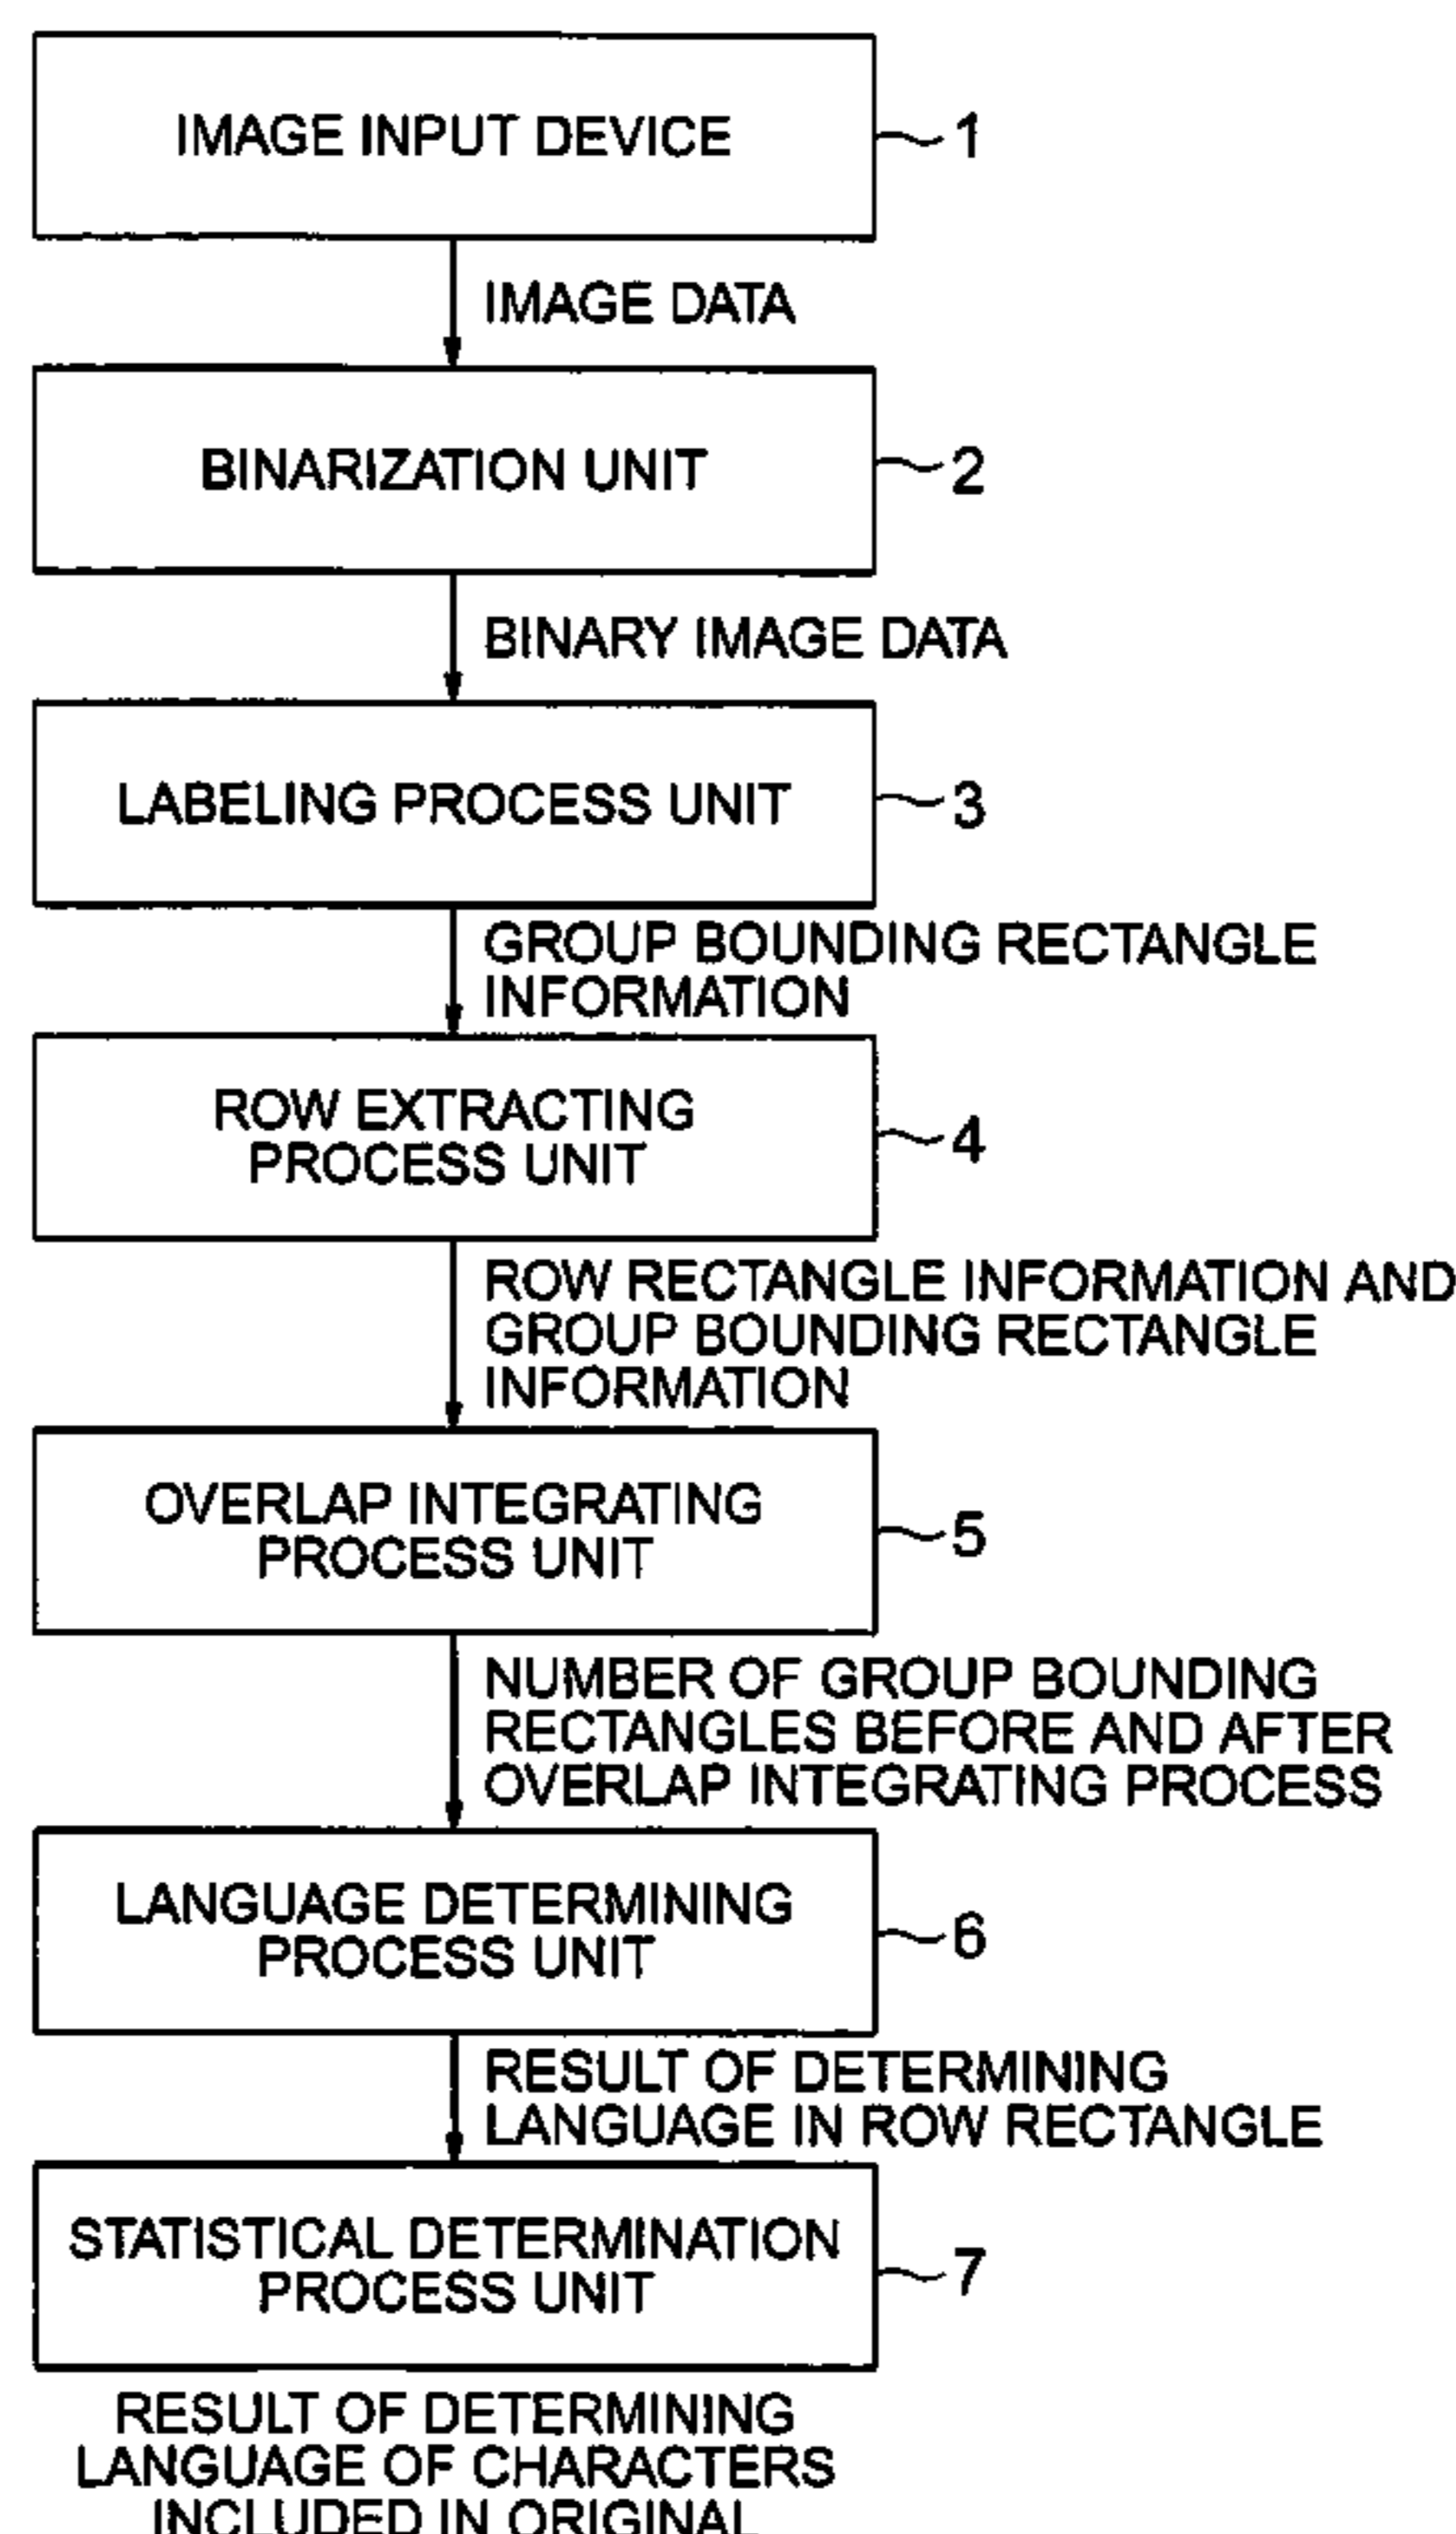 IMAGE INPUT DEVICE
1
IMAGE DATA
BINARIZATION UNIT
2
BINARY IMAGE DATA
LABELING PROCESS UNIT
3
GROUP BOUNDING RECTANGLE
INFORMATION
ROW EXTRACTING
PROCESS UNIT
4
ROW RECTANGLE INFORMATION AND
GROUP BOUNDING RECTANGLE
INFORMATION
OVERLAP INTEGRATING
PROCESS UNIT
5
NUMBER OF GROUP BOUNDING
RECTANGLES BEFORE AND AFTER
OVERLAP INTEGRATING PROCESS
LANGUAGE DETERMINING
PROCESS UNIT
6
RESULT OF DETERMINING
LANGUAGE IN ROW RECTANGLE
STATISTICAL DETERMINATION
PROCESS UNIT
7
RESULT OF DETERMINING
LANGUAGE OF CHARACTERS
INCLUDED IN ORIGINAL